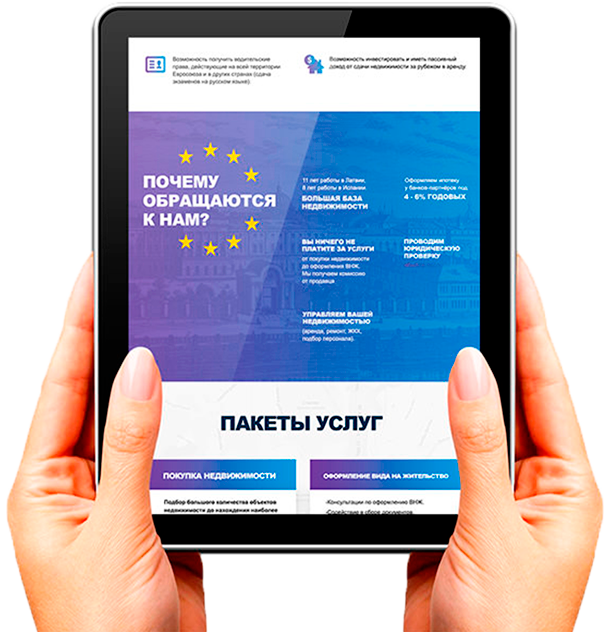 Возможность получить водительские
права, действующие на всей территории
Евросоюза и в других странах (сдача
экзаменов на русском языке)
Возможность инвестировать и иметь пассивный
доход от сдачи недвижимости за рубежом в аренду
ПОЧЕМУ
ОБРАЩАЮТСЯ
К НАМ?
11 лет работы в Латвии,
8 лет работы в Испании.
БОЛЬШАЯ БАЗА
НЕДВИЖИМОСТИ
Оформляем ипотеку
у банков-партнёров под
4 - 6% ГОДОВЫХ
ВЫ НИЧЕГО НЕ
ПЛАТИТЕ ЗА УСЛУГИ
от покупки недвижимости
до оформления ВНЖ.
Мы получаем комиссию
от продавца
ПРОВОДИМ
ЮРИДИЧЕСКУЮ
ПРОВЕРКУ
УПРАВЛЯЕМ ВАШЕЙ
НЕДВИЖИМОСТЬЮ
(аренда, ремонт, ЖКХ,
подбор персонала).
ПАКЕТЫ УСЛУГ
ПОКУПКА НЕДВИЖИМОСТИ
Подбор большого количества объектов
недвижимости до нахождения наиболее
ОФОРМЛЕНИЕ ВИДА НА ЖИТЕЛЬСТВО
-Консультации по оформлению ВНЖ.
-Содействие в сборе документов.